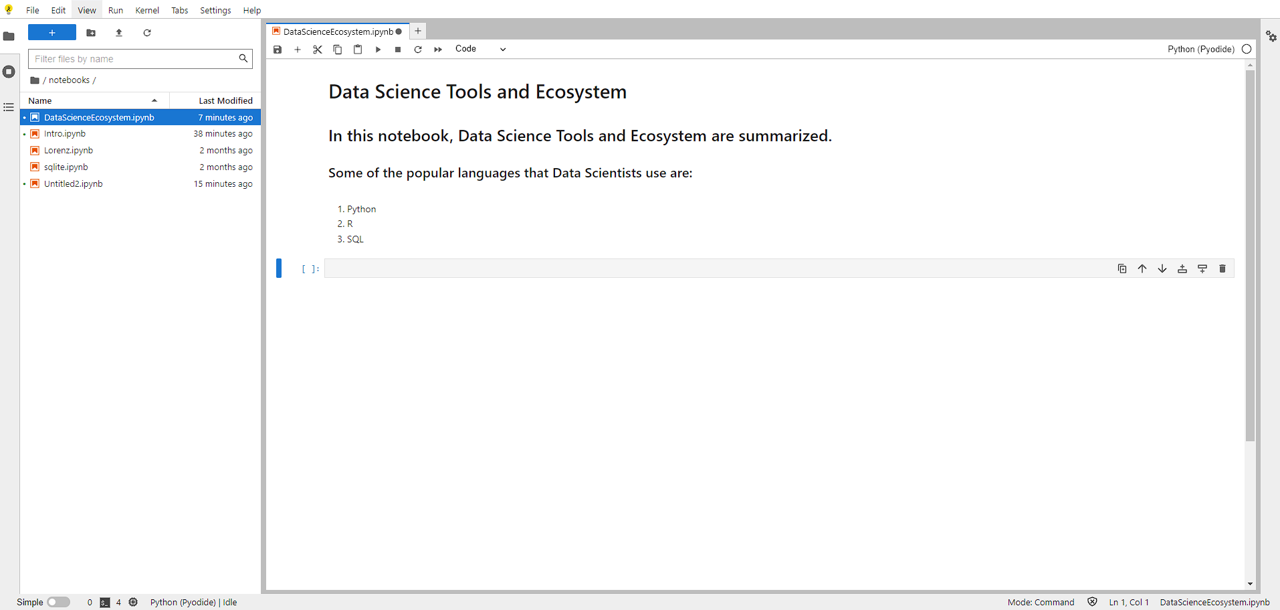 File Edit View Run Kernel Tabs Settings Help
+
Filter files by name
/ notebooks /
Name Last Modified
DataScienceEcosystem.ipynb 7 minutes ago
Intro.ipynb 38 minutes ago
Lorenz.ipynb 2 months ago
sqlite.ipynb 2 months ago
Untitled2.ipynb 15 minutes ago
DataScienceEcosystem.ipynb
+
Code
Python (Pyodide)
Data Science Tools and Ecosystem
In this notebook, Data Science Tools and Ecosystem are summarized.
Some of the popular languages that Data Scientists use are:
1. Python
2. R
3. SQL
[ ]:
Simple 0 4 Python (Pyodide) | Idle
Mode: Command Ln 1, Col 1 DataScienceEcosystem.ipynb